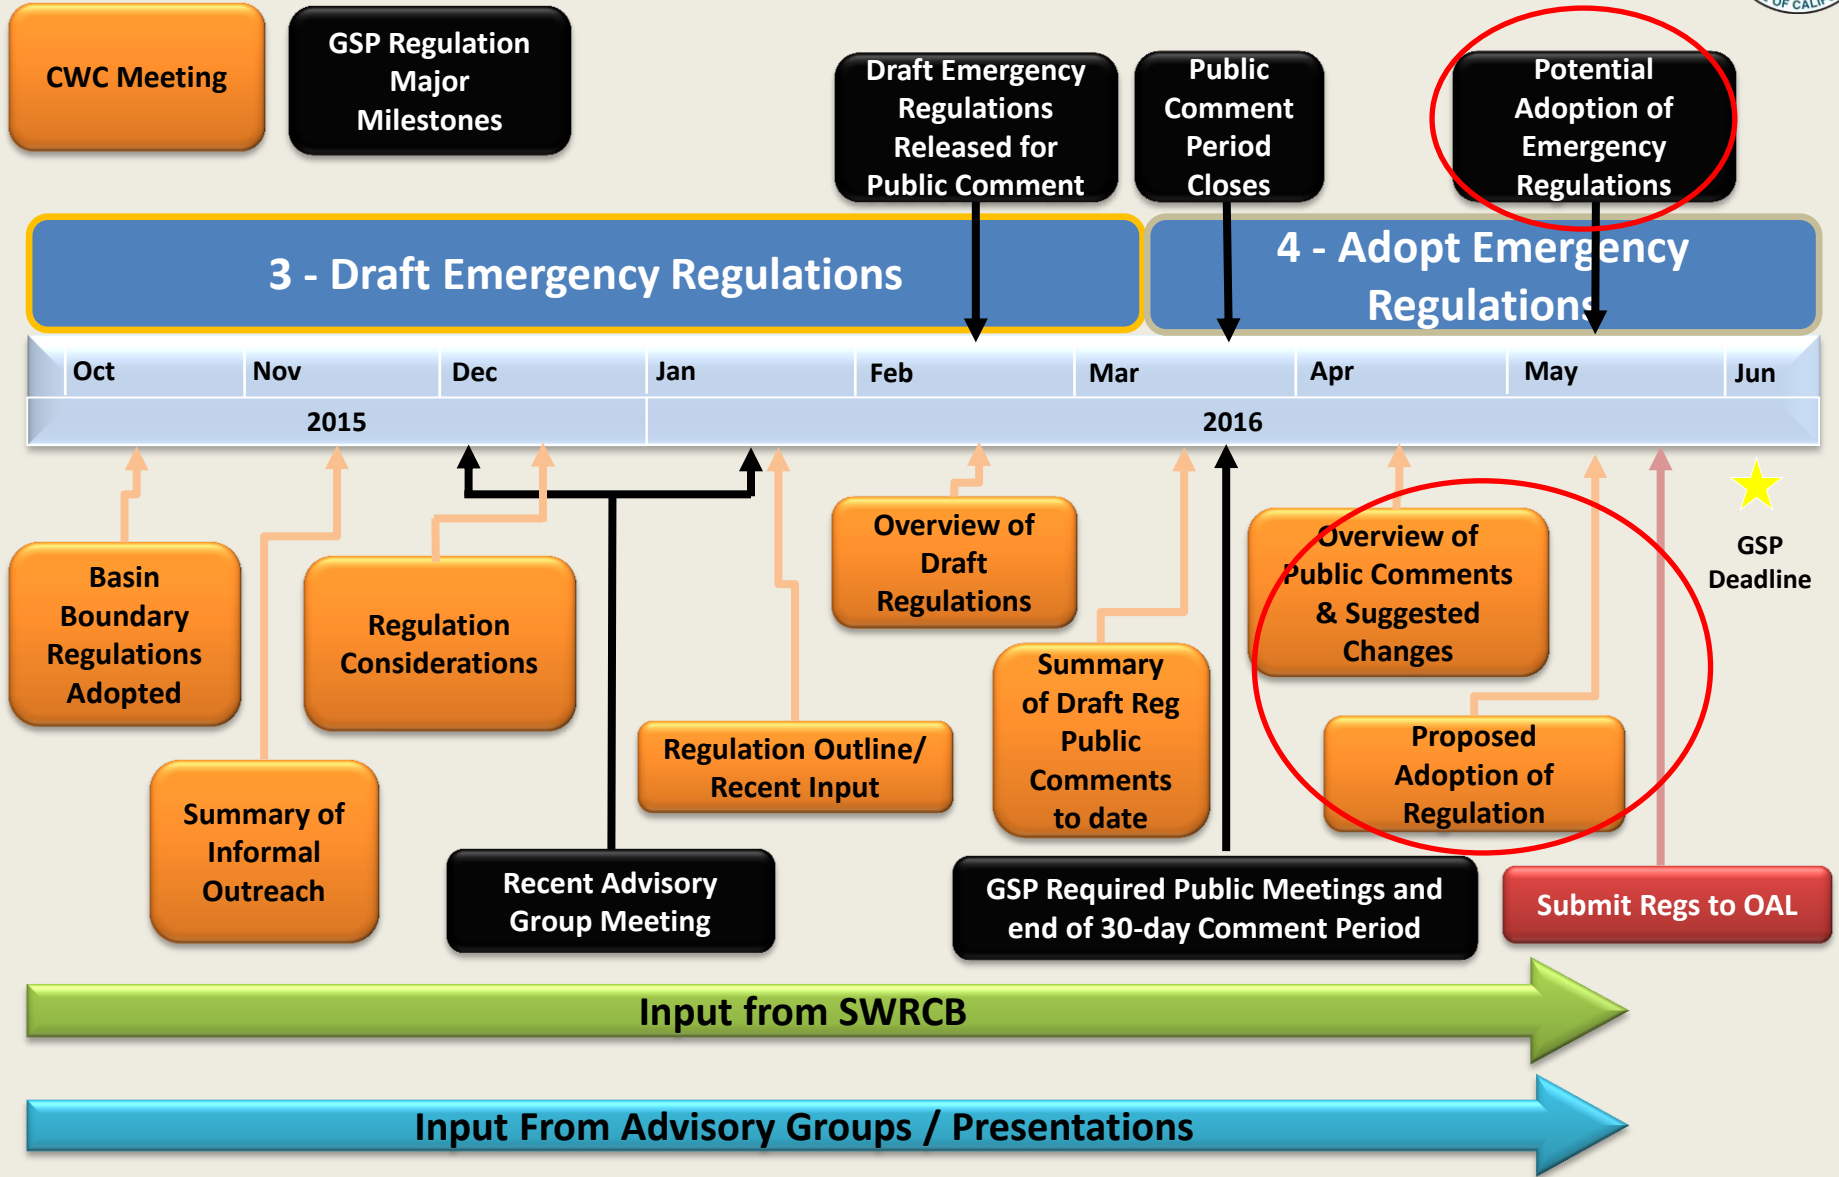 OF CALIF
CWC Meeting
GSP Regulation
Major
Milestones
Draft Emergency
Regulations
Released for
Public Comment
Public
Comment
Period
Closes
Potential
Adoption of
Emergency
Regulations
3 - Draft Emergency Regulations
4 - Adopt Emergency
Regulations
Oct
Nov
Dec
Jan
Feb
Mar
Apr
May
Jun
2015
2016
Basin
Boundary
Regulations
Adopted
Summary of
Informal
Outreach
Regulation
Considerations
Recent Advisory
Group Meeting
Regulation Outline/
Recent Input
Overview of
Draft
Regulations
Summary
of Draft Reg
Public
Comments
to date
GSP Required Public Meetings and
end of 30-day Comment Period
Overview of
Public Comments
& Suggested
Changes
Proposed
Adoption of
Regulation
Submit Regs to OAL
GSP
Deadline
Input from SWRCB
Input From Advisory Groups / Presentations